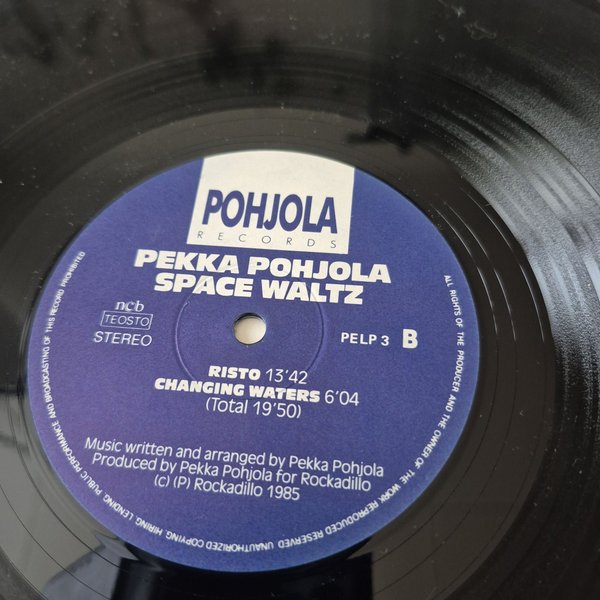 POHJOLA
RECORDS
PEKKA POHJOLA
SPACE WALTZ
ncb
TEOSTO
STEREO
PELP 3 B
RISTO 13'42
CHANGING WATERS 6'04
(Total 19'50)
Music written and arranged by Pekka Pohjola
Produced by Pekka Pohjola for Rockadillo
(c) (P) Rockadillo 1985
ALL RIGHTS OF THE PRODUCER AND THE OWNER OF THE WORK REPRODUCED RESERVED UNAUTHORIZED COPYING, HIRING, LENDING, PUBLIC PERFORMANCE AND BROADCASTING OF THIS RECORD PROHIBITED